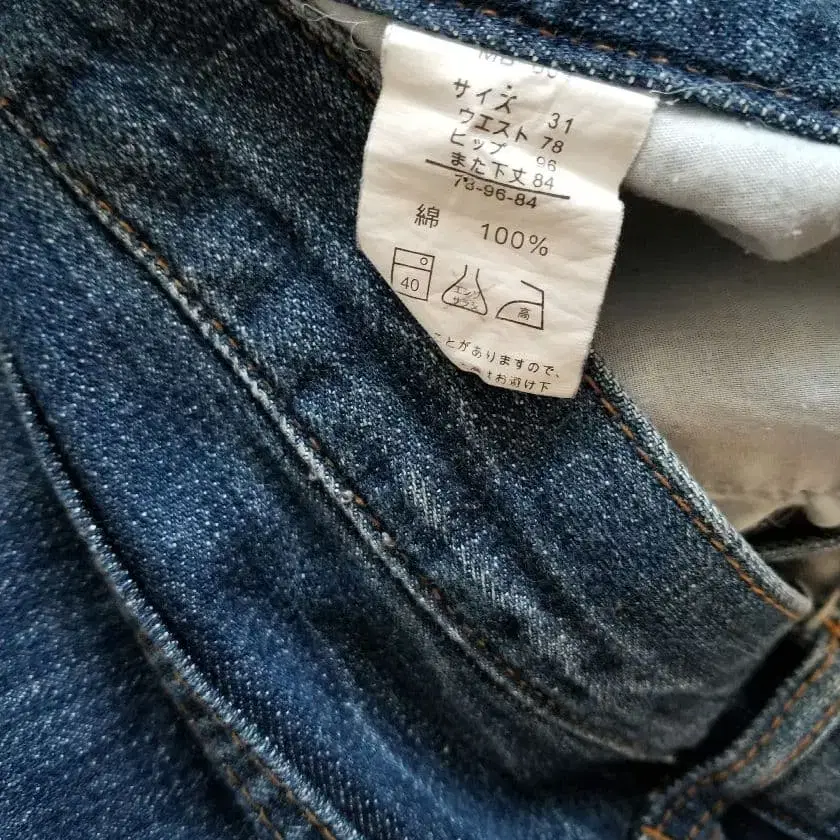 サイズ 31
ウエスト 78
ヒップ 96
また下丈 84
78-96-84
綿 100%
40 エンソサラシ 高
ことがありますので、
お避け下